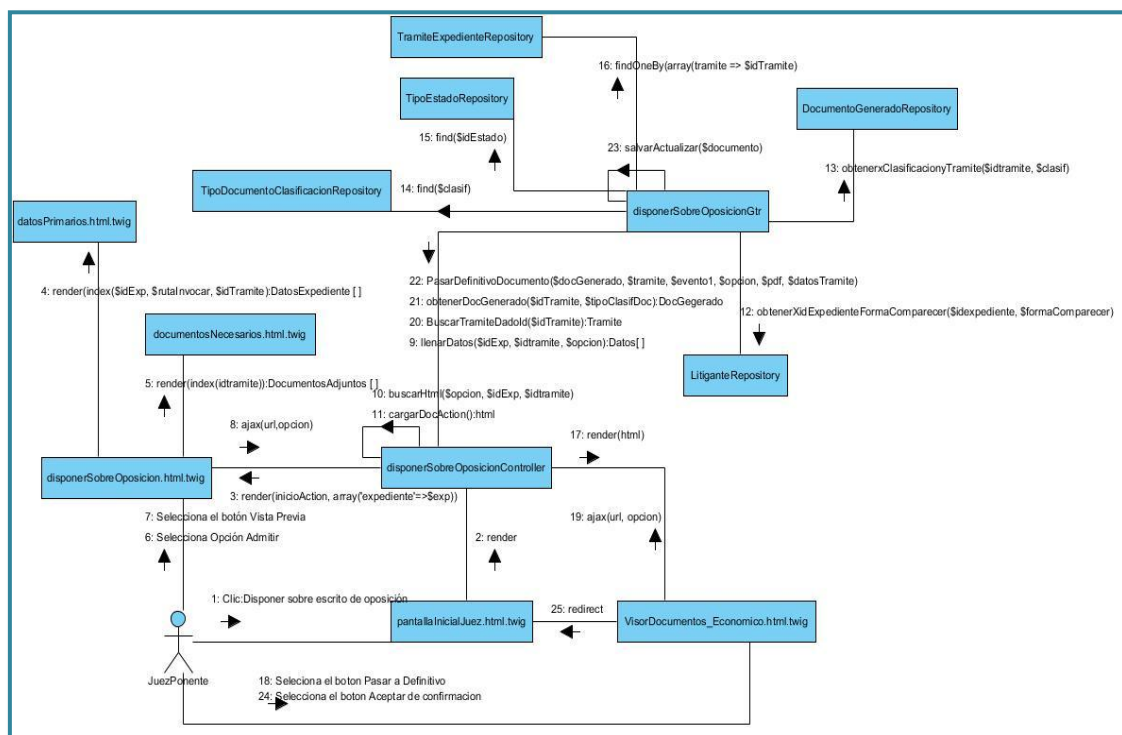 TramiteExpedienteRepository
16: findOneBy(array(tramite => $idTramite)
TipoEstadoRepository
DocumentoGeneradoRepository
15: find($idEstado)
23: salvarActualizar($documento)
13: obtenerxClasificacionyTramite($idtramite, $clasif)
TipoDocumentoClasificacionRepository
14: find($clasif)
disponerSobreOposicionGtr
datosPrimarios.html.twig
4: render(index($idExp, $rutaInvocar, $idTramite):DatosExpediente [ ]
22: PasarDefinitivoDocumento($docGenerado, $tramite, $evento1, $opcion, $pdf, $datosTramite)
21: obtenerDocGenerado($idTramite, $tipoClasifDoc):DocGegerado
20: BuscarTramiteDadoId($idTramite):Tramite
9: llenarDatos($idExp, $idtramite, $opcion):Datos[ ]
12: obtenerXidExpedienteFormaComparecer($idexpediente, $formaComparecer)
documentosNecesarios.html.twig
LitiganteRepository
5: render(index(idtramite)):DocumentosAdjuntos [ ]
10: buscarHtml($opcion, $idExp, $idtramite)
11: cargarDocAction():html
8: ajax(url,opcion)
17: render(html)
disponerSobreOposicion.html.twig
disponerSobreOposicionController
3: render(inicioAction, array('expediente'=>$exp))
7: Selecciona el botón Vista Previa
6: Selecciona Opción Admitir
19: ajax(url, opcion)
2: render
1: Clic:Disponer sobre escrito de oposición
pantallaInicialJuez.html.twig
25: redirect
VisorDocumentos_Economico.html.twig
JuezPonente
18: Seleciona el boton Pasar a Definitivo
24: Selecciona el boton Aceptar de confirmacion